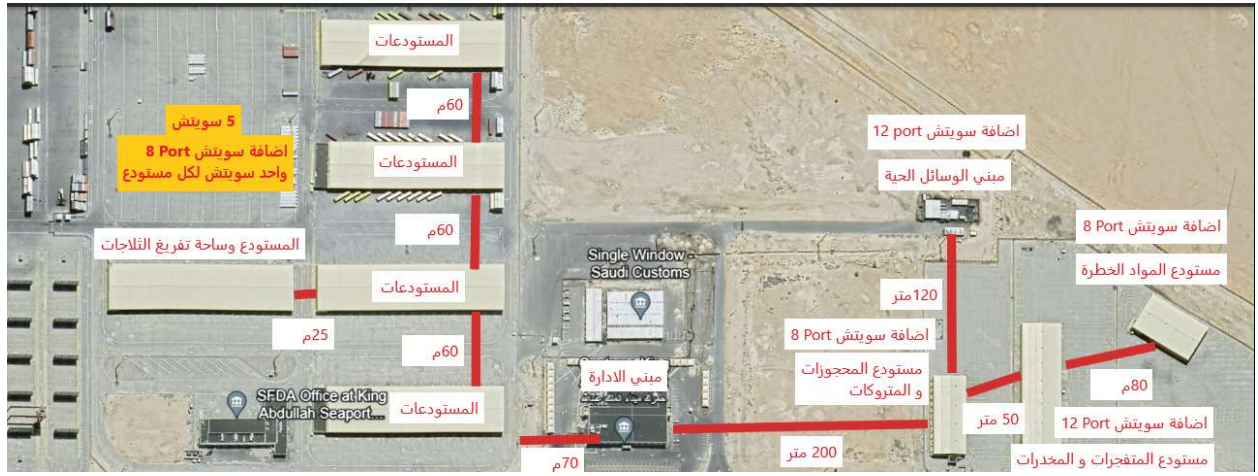 المستودعات
60م
5 سويتش
اضافة سويتش 8 Port
واحد سويتش لكل مستودع
المستودعات
اضافة سويتش 12 port
مبني الوسائل الحية
60م
اضافة سويتش 8 Port
المستودع وساحة تفريغ الثلاجات
Single Window -
Saudi Customs
مستودع المواد الخطرة
المستودعات
120متر
25م
60م
اضافة سويتش 8 Port
مستودع المحجوزات
و المتروكات
مبني الادارة
80م
SFDA Office at King
Abdullah Seaport...
المستودعات
50 متر
اضافة سويتش 12 Port
200 متر
70م
مستودع المتفجرات و المخدرات